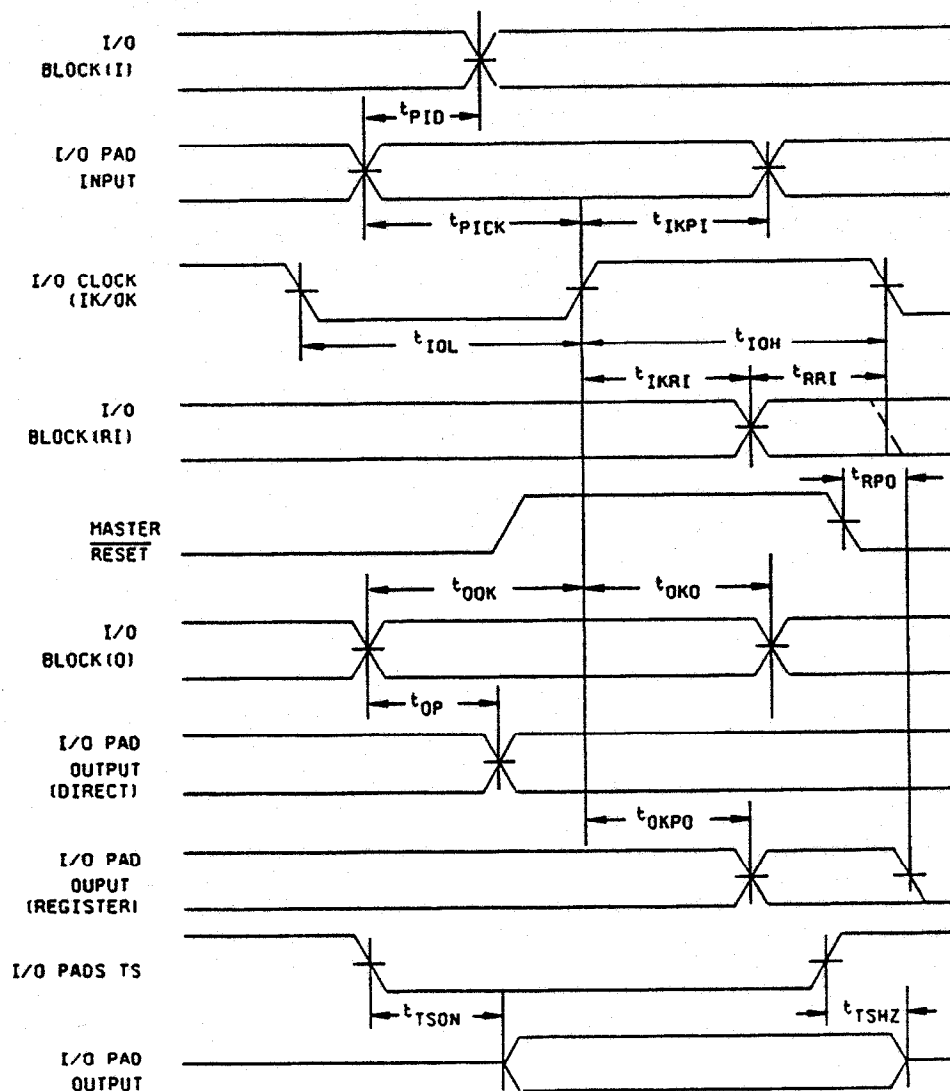 I/O
BLOCK(I)
tPID
I/O PAD
INPUT
tPICK
tIKPI
I/O CLOCK
(IK/OK
tIOL
tIOH
tIKRI
tRRI
I/O
BLOCK(RI)
tRPO
MASTER
RESET
tOOK
tOKO
I/O
BLOCK(O)
tOP
I/O PAD
OUTPUT
(DIRECT)
tOKPO
I/O PAD
OUPUT
(REGISTER)
I/O PADS TS
tTSON
tTSHZ
I/O PAD
OUTPUT